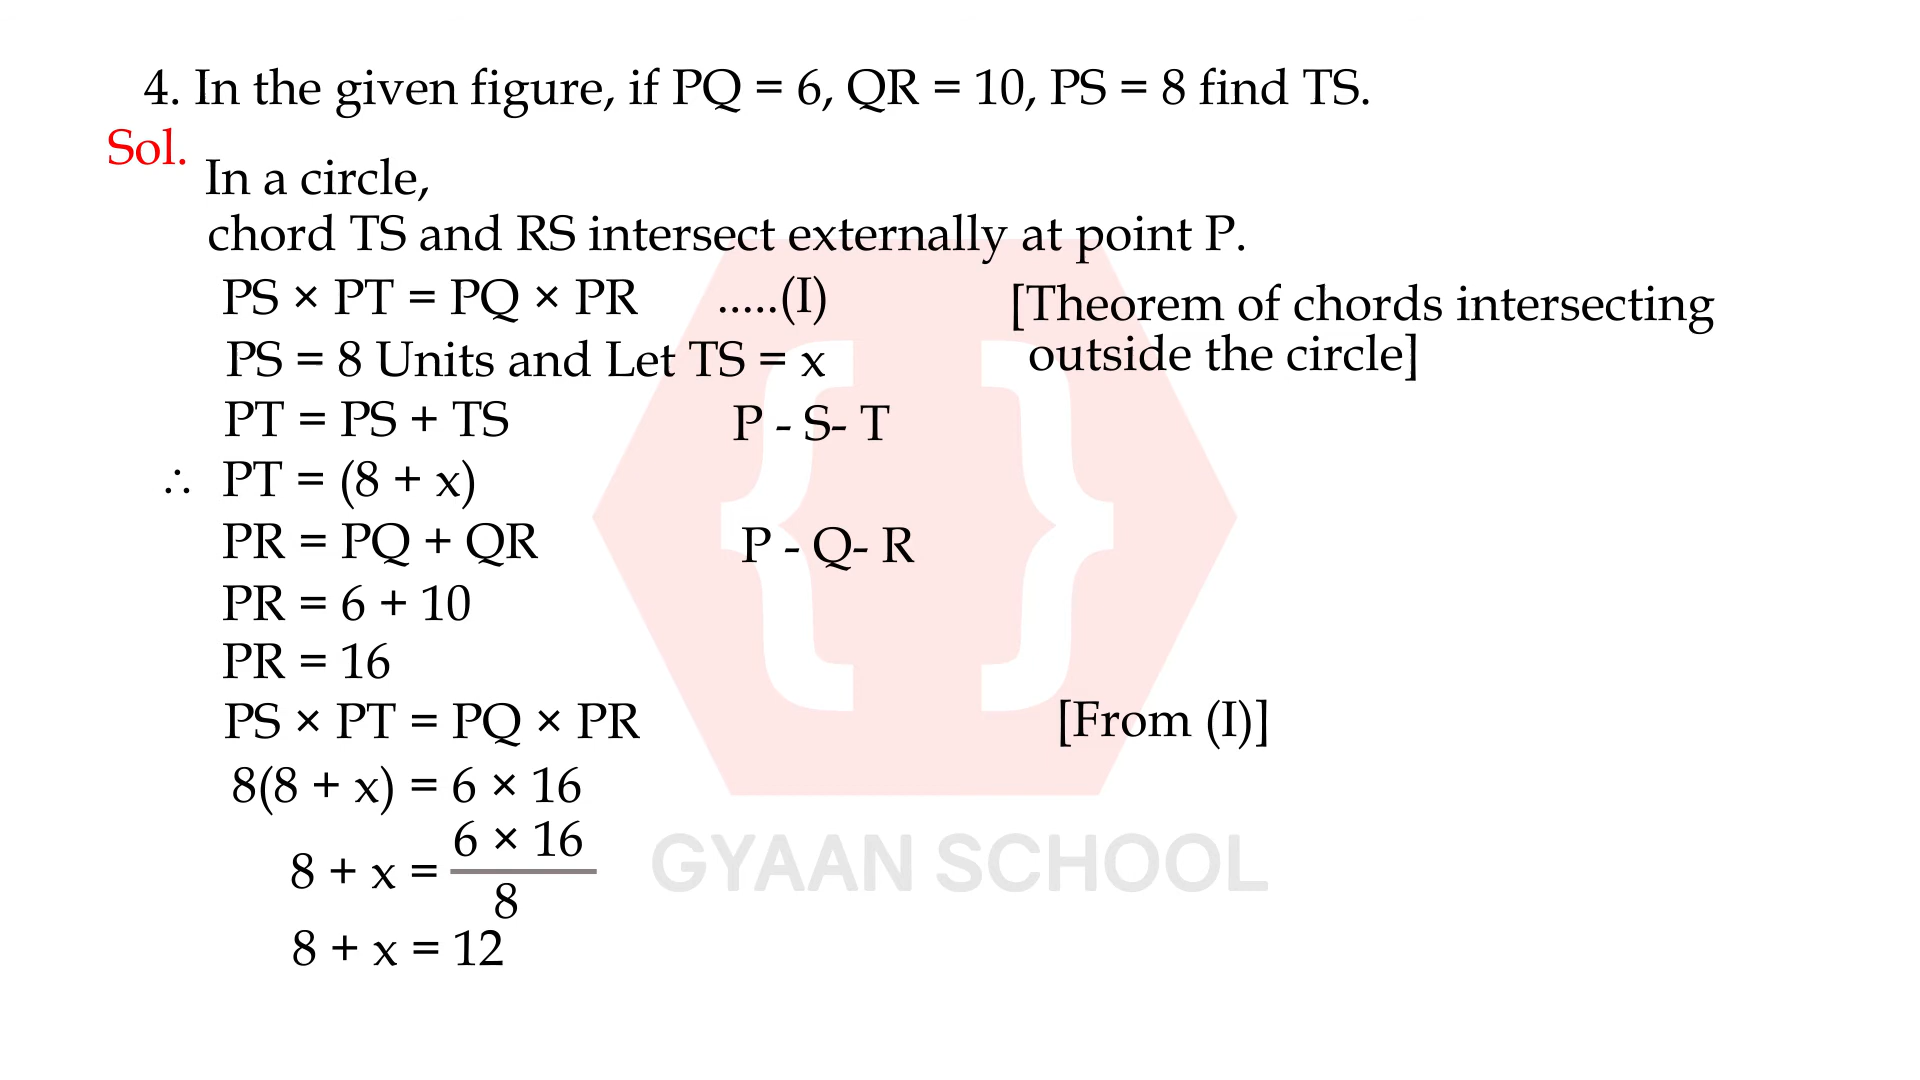 4. In the given figure, if PQ = 6, QR = 10, PS = 8 find TS.
Sol.
In a circle,
chord TS and RS intersect externally at point P.
PS × PT = PQ × PR .....(I) [Theorem of chords intersecting
outside the circle]
PS = 8 Units and Let TS = x
PT = PS + TS P - S- T
∴ PT = (8 + x)
PR = PQ + QR P - Q- R
PR = 6 + 10
PR = 16
PS × PT = PQ × PR [From (I)]
8(8 + x) = 6 × 16
6 × 16
8 + x =
8
8 + x = 12
GYAAN SCHOOL